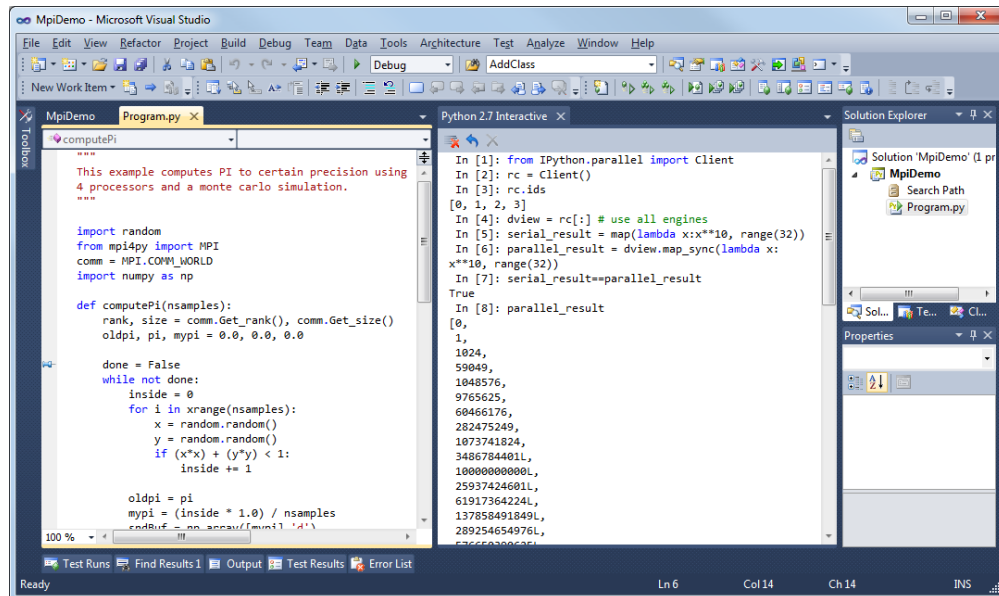 MpiDemo - Microsoft Visual Studio
File Edit View Refactor Project Build Debug Team Data Tools Architecture Test Analyze Window Help
Debug AddClass
New Work Item
Toolbox
MpiDemo Program.py
computePi
"""
This example computes PI to certain precision using
4 processors and a monte carlo simulation.
"""
import random
from mpi4py import MPI
comm = MPI.COMM_WORLD
import numpy as np
def computePi(nsamples):
rank, size = comm.Get_rank(), comm.Get_size()
oldpi, pi, mypi = 0.0, 0.0, 0.0
done = False
while not done:
inside = 0
for i in xrange(nsamples):
x = random.random()
y = random.random()
if (x*x) + (y*y) < 1:
inside += 1
oldpi = pi
mypi = (inside * 1.0) / nsamples
sndBuf = np.array([mypi], 'd')
100 %
Python 2.7 Interactive
In [1]: from IPython.parallel import Client
In [2]: rc = Client()
In [3]: rc.ids
[0, 1, 2, 3]
In [4]: dview = rc[:] # use all engines
In [5]: serial_result = map(lambda x:x**10, range(32))
In [6]: parallel_result = dview.map_sync(lambda x:
x**10, range(32))
In [7]: serial_result==parallel_result
True
In [8]: parallel_result
[0,
1,
1024,
59049,
1048576,
9765625,
60466176,
282475249,
1073741824,
3486784401L,
10000000000L,
25937424601L,
61917364224L,
137858491849L,
289254654976L,
576650390625L,
Solution Explorer
Solution 'MpiDemo' (1 pr
MpiDemo
Search Path
Program.py
Sol... Te... Cl...
Properties
Test Runs Find Results 1 Output Test Results Error List
Ready Ln 6 Col 14 Ch 14 INS